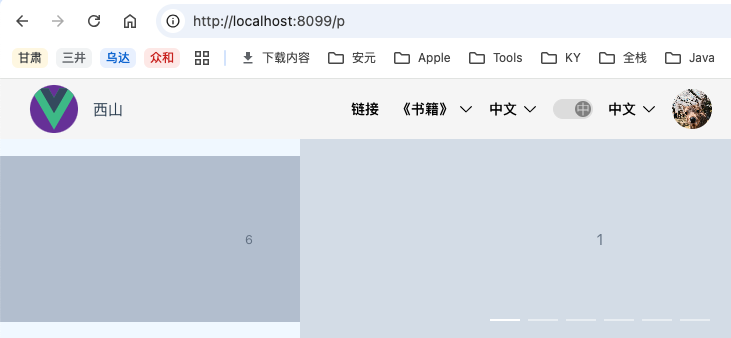 http://localhost:8099/p
甘肃 三井 乌达 众和 下载内容 安元 Apple Tools KY 全栈 Java
西山 链接 《书籍》 中文 中 中文
6 1